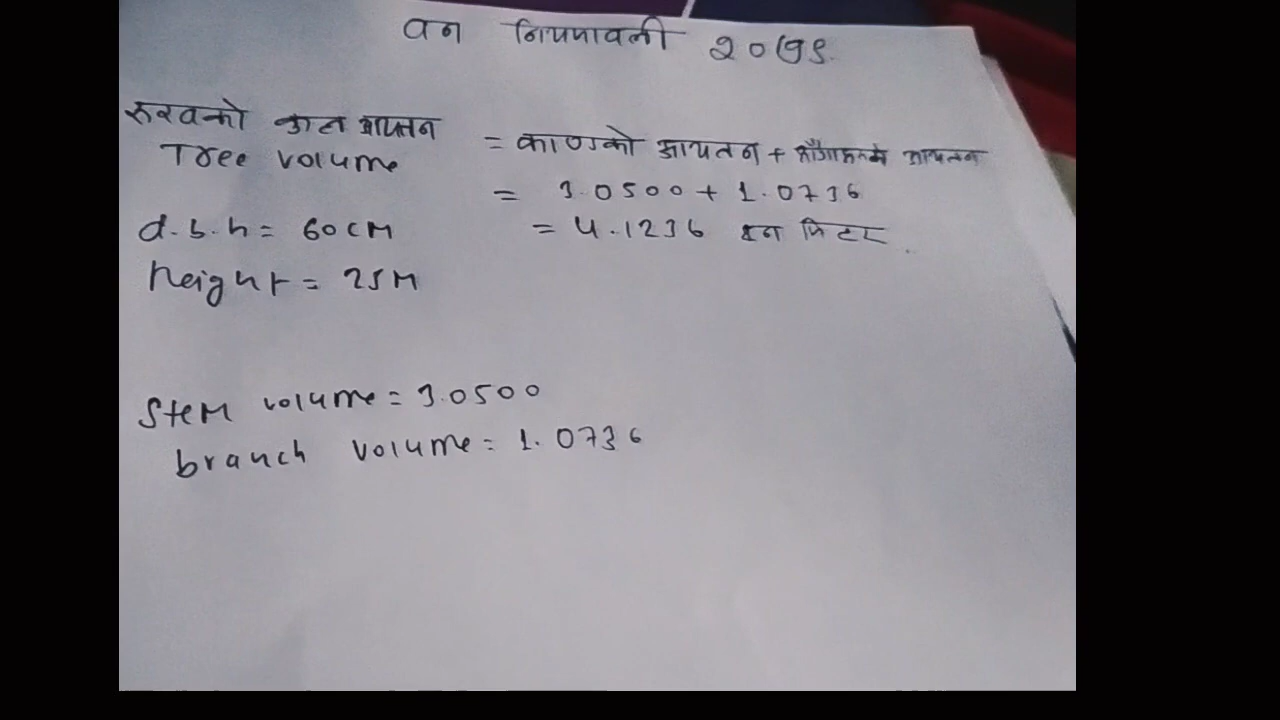 वन नियमावली २०७९
रुखको कुल आयतन = काण्डको आयतन + हाँगाहरुको आयतन
Tree volume
= 3.0500 + 1.0736
d.b.h = 60CM = 4.1236 घन मिटर
height = 25M
Stem volume = 3.0500
branch volume = 1.0736